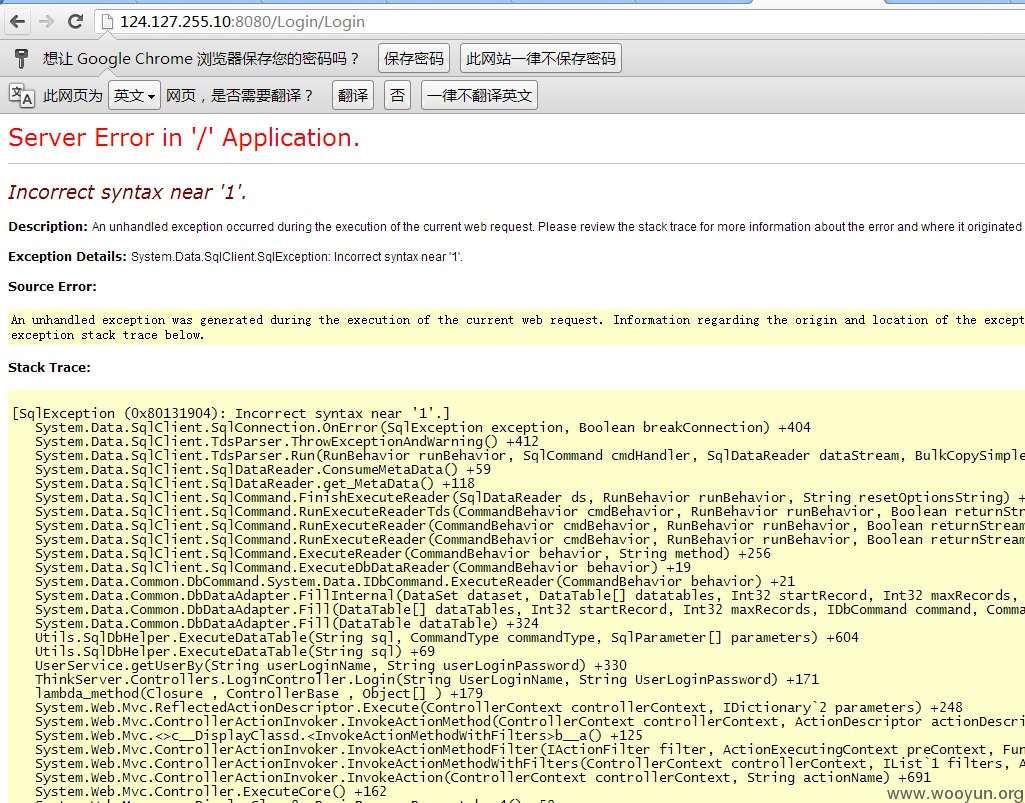 124.127.255.10:8080/Login/Login
想让 Google Chrome 浏览器保存您的密码吗？ 保存密码 此网站一律不保存密码
此网页为 英文 网页，是否需要翻译？ 翻译 否 一律不翻译英文
Server Error in '/' Application.
Incorrect syntax near '1'.
Description: An unhandled exception occurred during the execution of the current web request. Please review the stack trace for more information about the error and where it originated
Exception Details: System.Data.SqlClient.SqlException: Incorrect syntax near '1'.
Source Error:
An unhandled exception was generated during the execution of the current web request. Information regarding the origin and location of the except
exception stack trace below.
Stack Trace:
[SqlException (0x80131904): Incorrect syntax near '1'.]
System.Data.SqlClient.SqlConnection.OnError(SqlException exception, Boolean breakConnection) +404
System.Data.SqlClient.TdsParser.ThrowExceptionAndWarning() +412
System.Data.SqlClient.TdsParser.Run(RunBehavior runBehavior, SqlCommand cmdHandler, SqlDataReader dataStream, BulkCopySimple
System.Data.SqlClient.SqlDataReader.ConsumeMetaData() +59
System.Data.SqlClient.SqlDataReader.get_MetaData() +118
System.Data.SqlClient.SqlCommand.FinishExecuteReader(SqlDataReader ds, RunBehavior runBehavior, String resetOptionsString) +
System.Data.SqlClient.SqlCommand.RunExecuteReaderTds(CommandBehavior cmdBehavior, RunBehavior runBehavior, Boolean returnStr
System.Data.SqlClient.SqlCommand.RunExecuteReader(CommandBehavior cmdBehavior, RunBehavior runBehavior, Boolean returnStream
System.Data.SqlClient.SqlCommand.RunExecuteReader(CommandBehavior cmdBehavior, RunBehavior runBehavior, Boolean returnStream
System.Data.SqlClient.SqlCommand.ExecuteReader(CommandBehavior behavior, String method) +256
System.Data.SqlClient.SqlCommand.ExecuteDbDataReader(CommandBehavior behavior) +19
System.Data.Common.DbCommand.System.Data.IDbCommand.ExecuteReader(CommandBehavior behavior) +21
System.Data.Common.DbDataAdapter.FillInternal(DataSet dataset, DataTable[] datatables, Int32 startRecord, Int32 maxRecords,
System.Data.Common.DbDataAdapter.Fill(DataTable[] dataTables, Int32 startRecord, Int32 maxRecords, IDbCommand command, Comma
System.Data.Common.DbDataAdapter.Fill(DataTable dataTable) +324
Utils.SqlDbHelper.ExecuteDataTable(String sql, CommandType commandType, SqlParameter[] parameters) +604
Utils.SqlDbHelper.ExecuteDataTable(String sql) +69
UserService.getUserBy(String userLoginName, String userLoginPassword) +330
ThinkServer.Controllers.LoginController.Login(String UserLoginName, String UserLoginPassword) +171
lambda_method(Closure , ControllerBase , Object[] ) +179
System.Web.Mvc.ReflectedActionDescriptor.Execute(ControllerContext controllerContext, IDictionary`2 parameters) +248
System.Web.Mvc.ControllerActionInvoker.InvokeActionMethod(ControllerContext controllerContext, ActionDescriptor actionDescri
System.Web.Mvc.<>c__DisplayClassd.<InvokeActionMethodWithFilters>b__a() +125
System.Web.Mvc.ControllerActionInvoker.InvokeActionMethodFilter(IActionFilter filter, ActionExecutingContext preContext, Fun
System.Web.Mvc.ControllerActionInvoker.InvokeActionMethodWithFilters(ControllerContext controllerContext, IList`1 filters, A
System.Web.Mvc.ControllerActionInvoker.InvokeAction(ControllerContext controllerContext, String actionName) +691
System.Web.Mvc.Controller.ExecuteCore() +162
www.wooyun.org